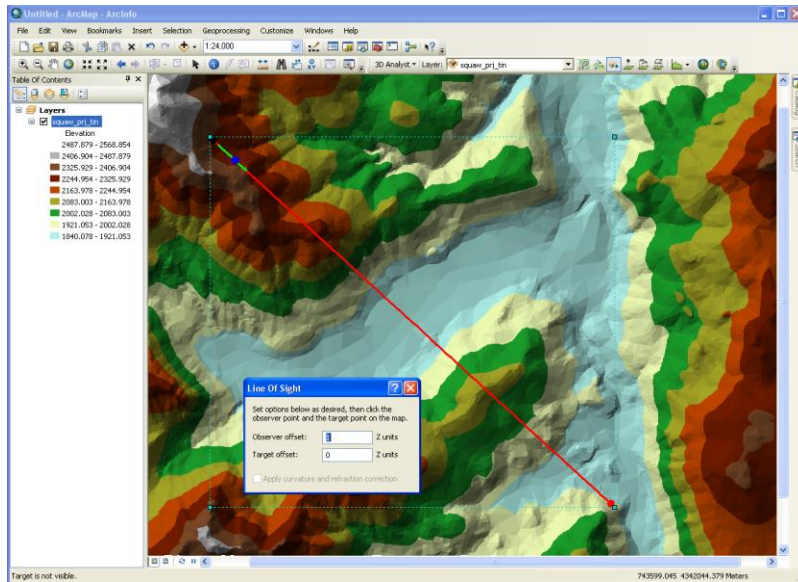 Untitled - ArcMap - ArcInfo
File Edit View Bookmarks Insert Selection Geoprocessing Customize Windows Help
1:24,000
3D Analyst Layer: squaw_prj_tin
Table Of Contents
Layers
squaw_prj_tin
Elevation
2487.879 - 2568.854
2406.904 - 2487.879
2325.929 - 2406.904
2244.954 - 2325.929
2163.978 - 2244.954
2083.003 - 2163.978
2002.028 - 2083.003
1921.053 - 2002.028
1840.078 - 1921.053
Line Of Sight
Set options below as desired, then click the
observer point and the target point on the map.
Observer offset: Z units
Target offset: 0 Z units
Apply curvature and refraction correction
Target is not visible.
743599.045 4342044.379 Meters